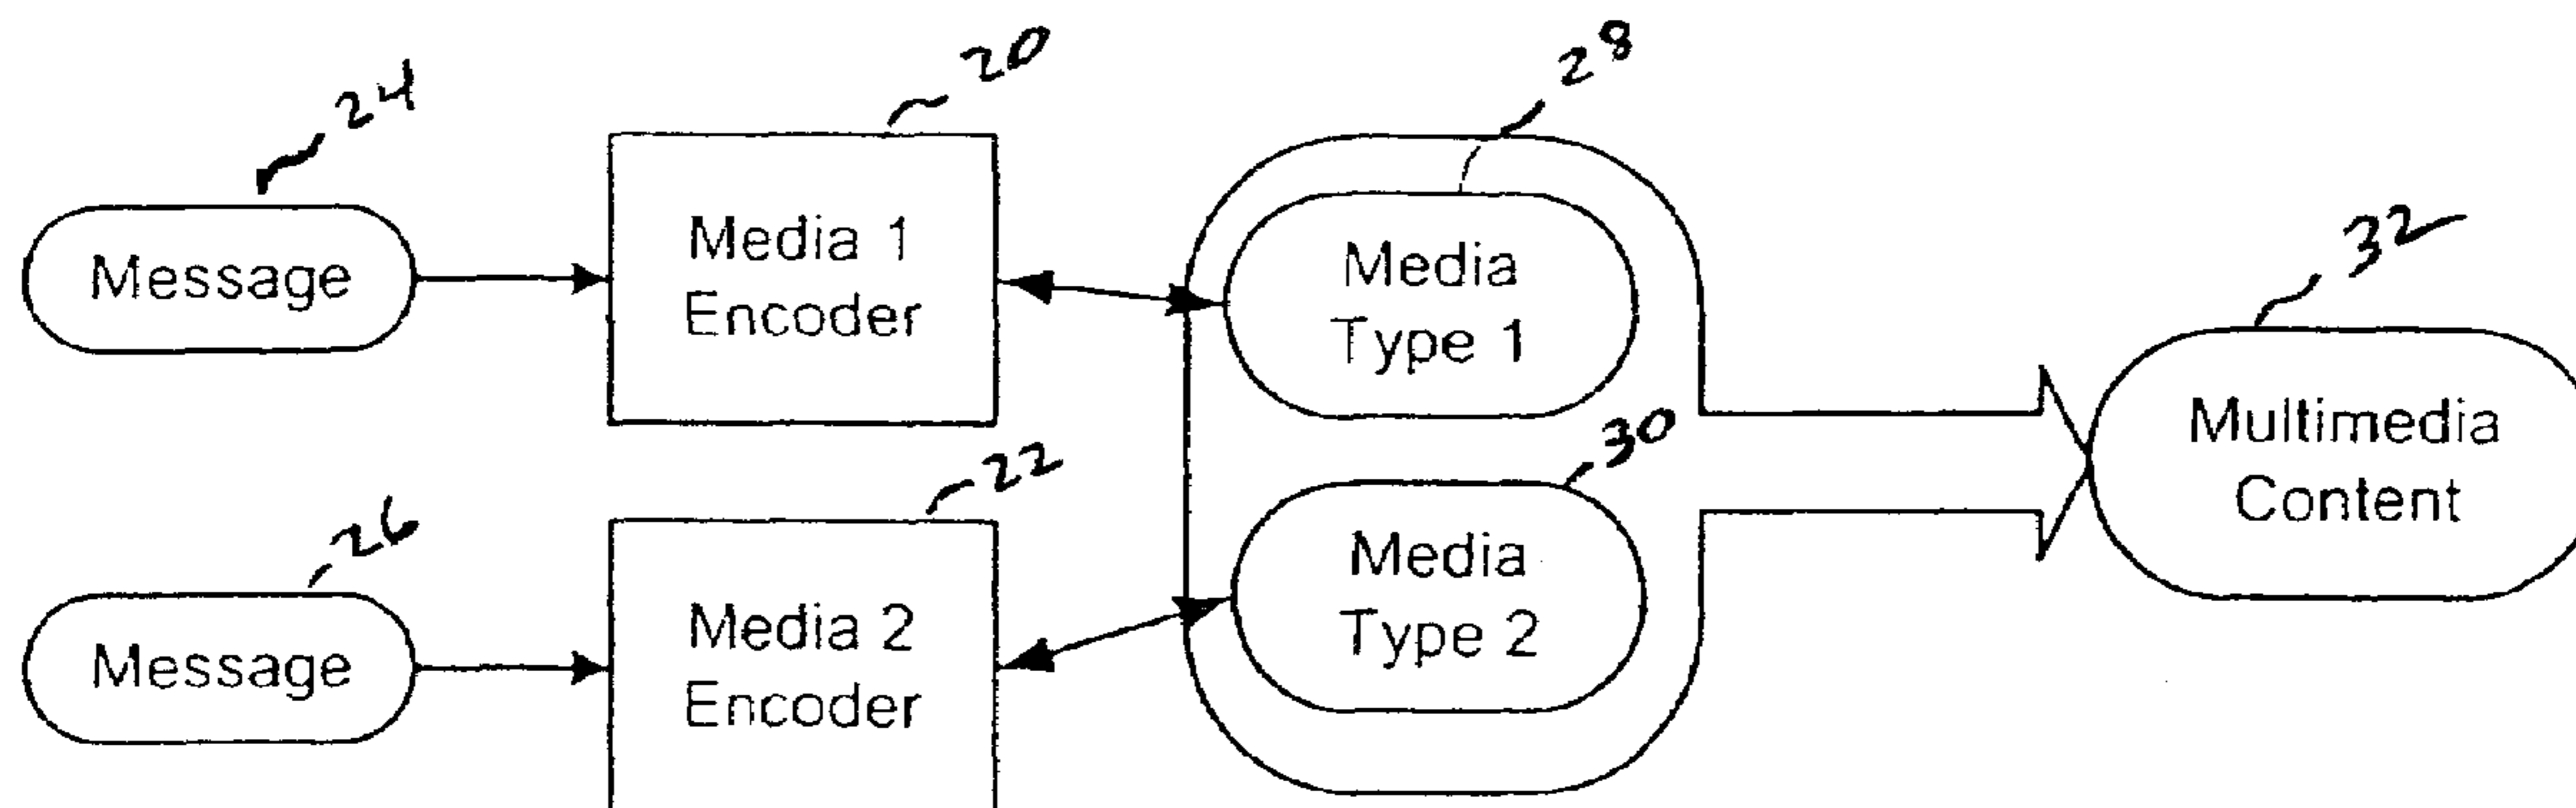 24
20
28
Message
Media 1
Encoder
Media
Type 1
32
Multimedia
Content
26
22
30
Message
Media 2
Encoder
Media
Type 2